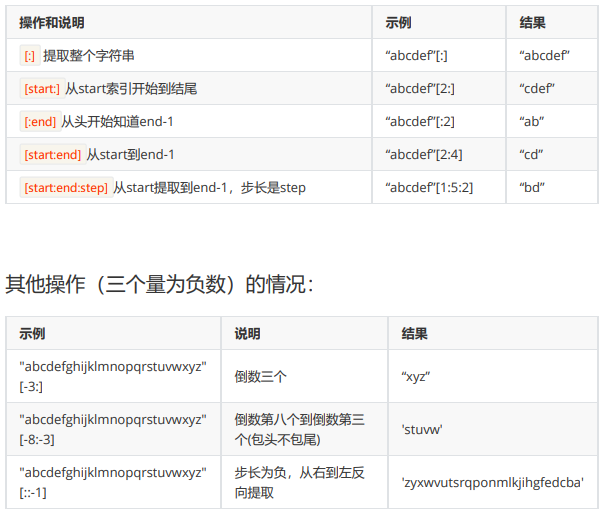 操作和说明 示例 结果
[:] 提取整个字符串 “abcdef”[:] “abcdef”
[start:]从start索引开始到结尾 “abcdef”[2:] “cdef”
[:end]从头开始知道end-1 “abcdef”[:2] “ab”
[start:end]从start到end-1 “abcdef”[2:4] “cd”
[start:end:step]从start提取到end-1，步长是step “abcdef”[1:5:2] “bd”
其他操作（三个量为负数）的情况：
示例 说明 结果
"abcdefghijklmnopqrstuvwxyz"
[-3:]
倒数三个
“xyz”
"abcdefghijklmnopqrstuvwxyz"
[-8:-3]
倒数第八个到倒数第三
个(包头不包尾)
'stuvw'
"abcdefghijklmnopqrstuvwxyz"
[::-1]
步长为负，从右到左反
向提取
'zyxwvutsrqponmlkjihgfedcba'